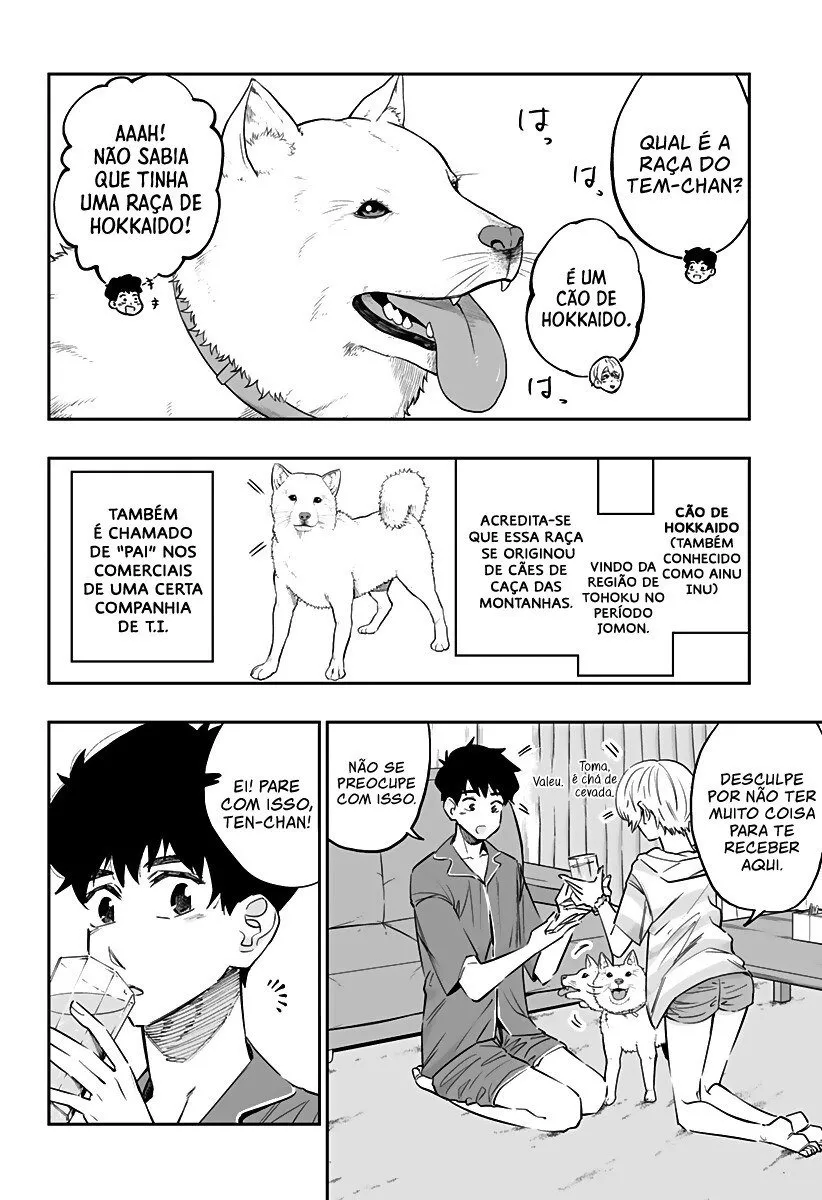 QUAL É A
RAÇA DO
TEM-CHAN?
はっ
はっ
É UM
CÃO DE
HOKKAIDO.
はっ
AAAH!
NÃO SABIA
QUE TINHA
UMA RAÇA DE
HOKKAIDO!
CÃO DE
HOKKAIDO
(TAMBÉM
CONHECIDO
COMO AINU
INU)
VINDO DA
REGIÃO DE
TOHOKU NO
PERÍODO
JOMON.
ACREDITA-SE
QUE ESSA RAÇA
SE ORIGINOU
DE CÃES DE
CAÇA DAS
MONTANHAS.
TAMBÉM
É CHAMADO
DE “PAI” NOS
COMERCIAIS
DE UMA CERTA
COMPANHIA
DE T.I.
DESCULPE
POR NÃO TER
MUITO COISA
PARA TE
RECEBER
AQUI.
Toma,
é chá de
cevada.
Valeu.
NÃO SE
PREOCUPE
COM ISSO.
EI! PARE
COM ISSO,
TEN-CHAN!